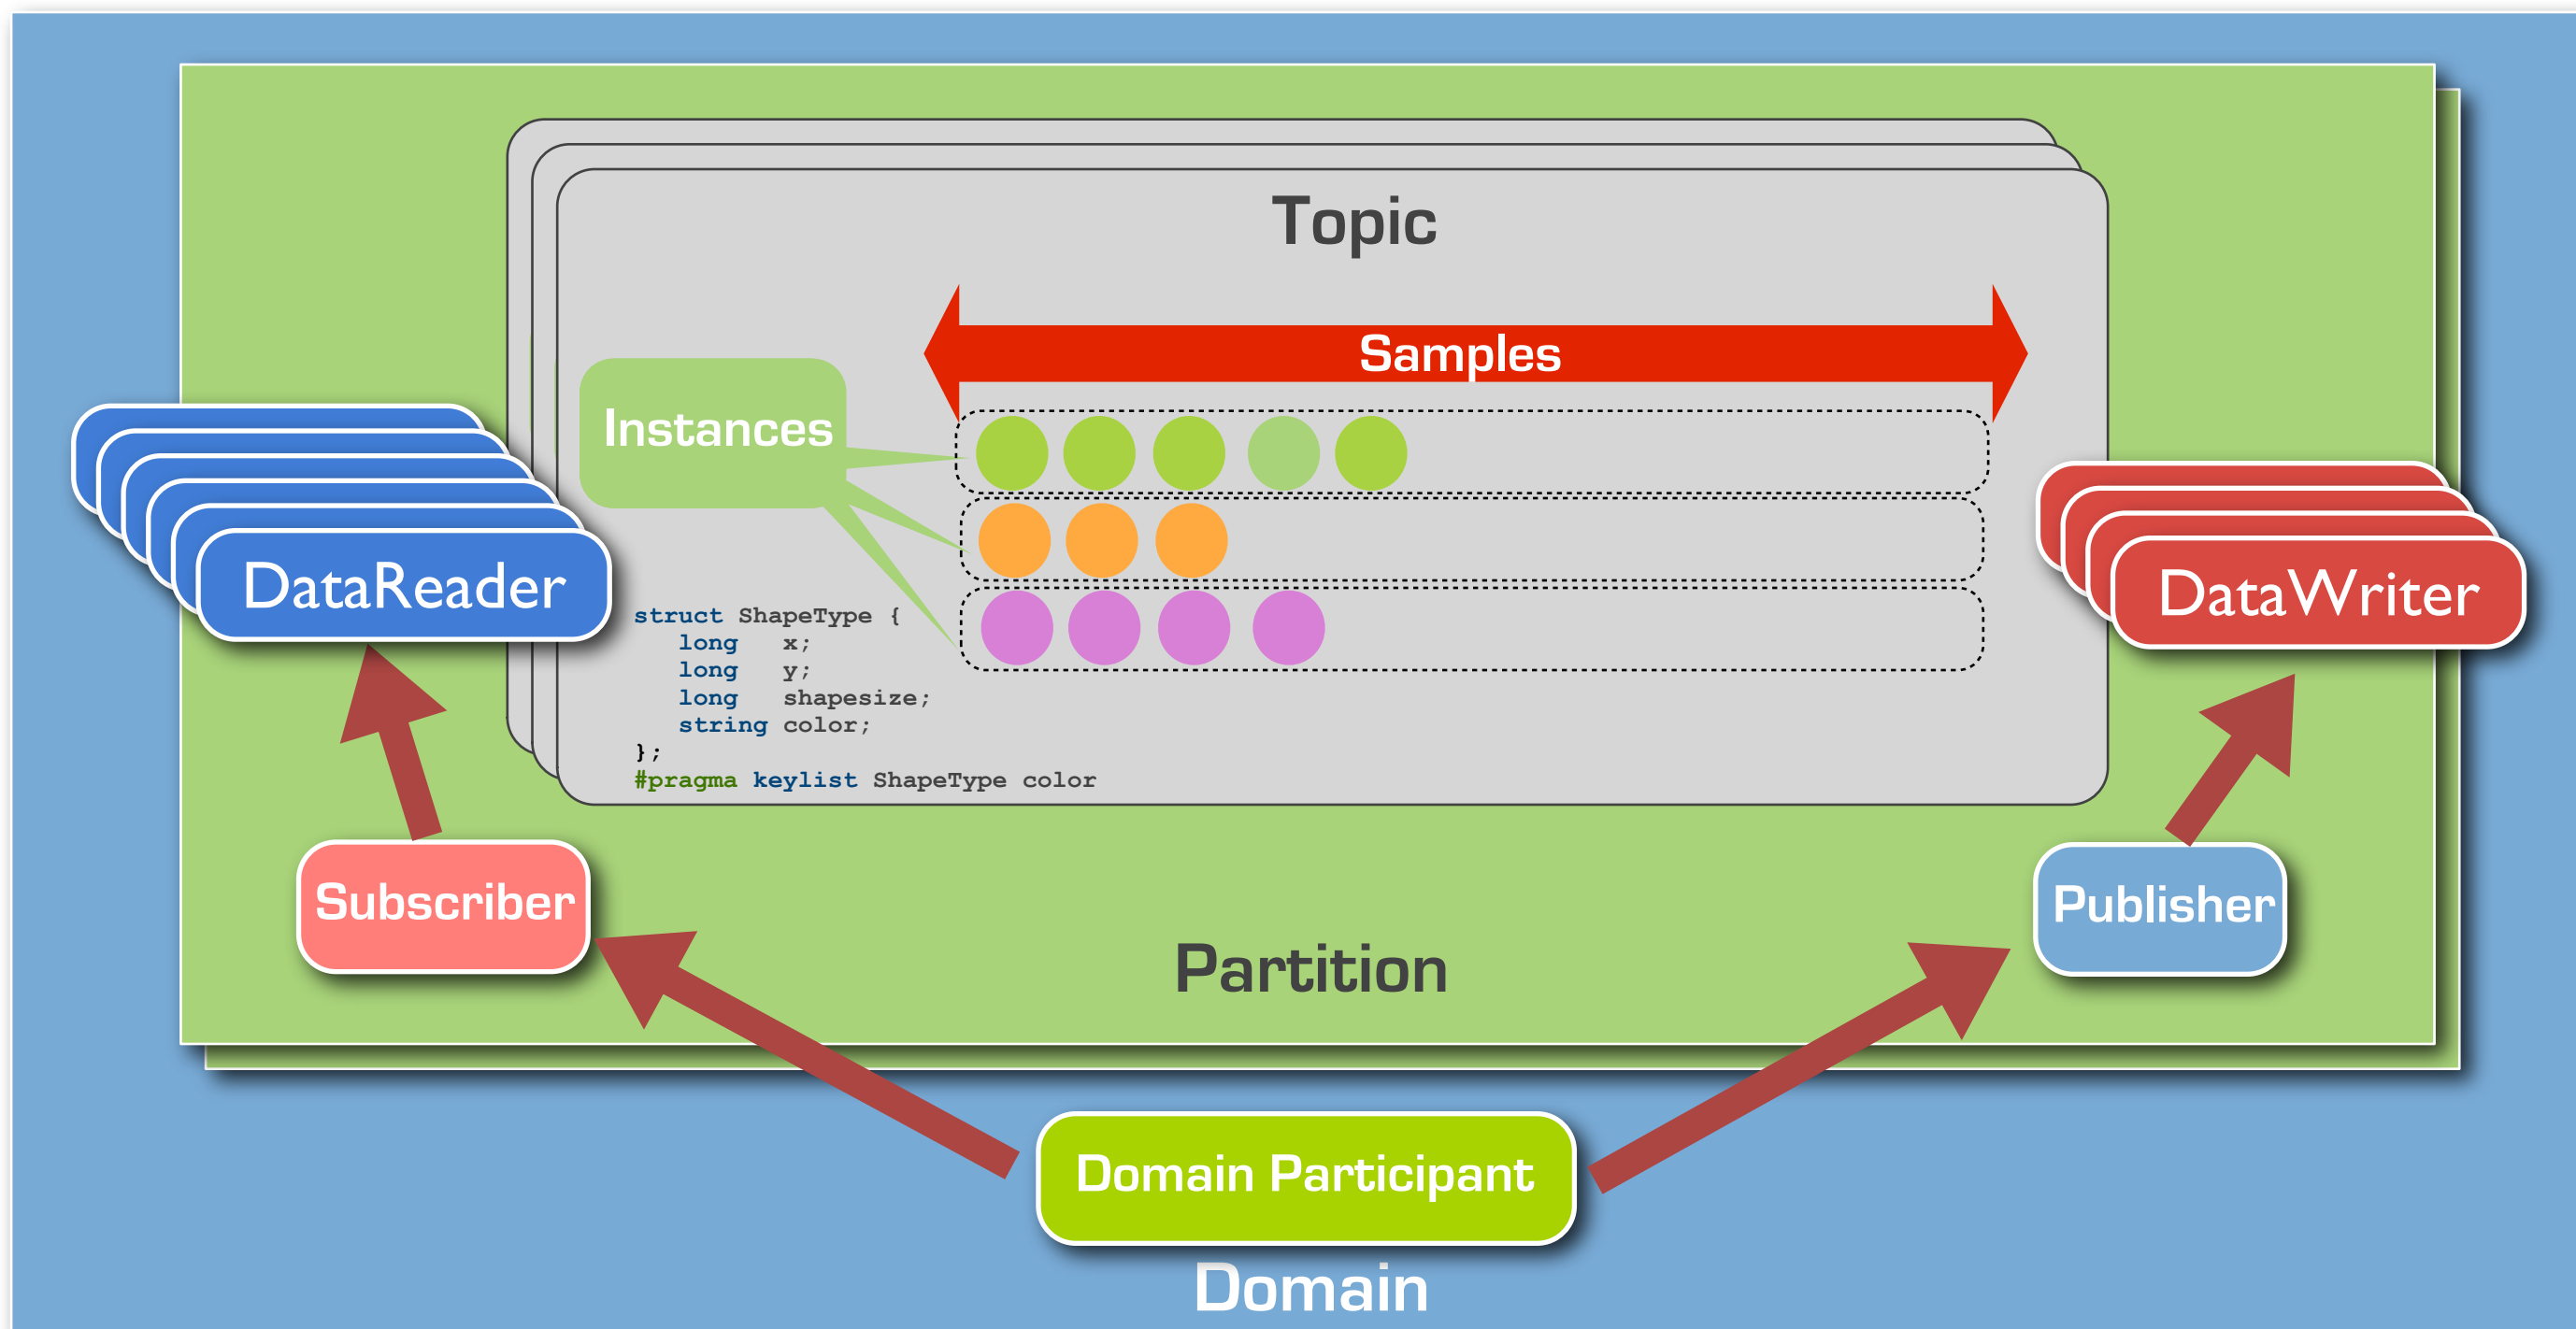 Topic
Samples
Instances
DataReader
DataWriter
struct ShapeType {
long x;
long y;
long shapesize;
string color;
};
#pragma keylist ShapeType color
Subscriber
Publisher
Partition
Domain Participant
Domain